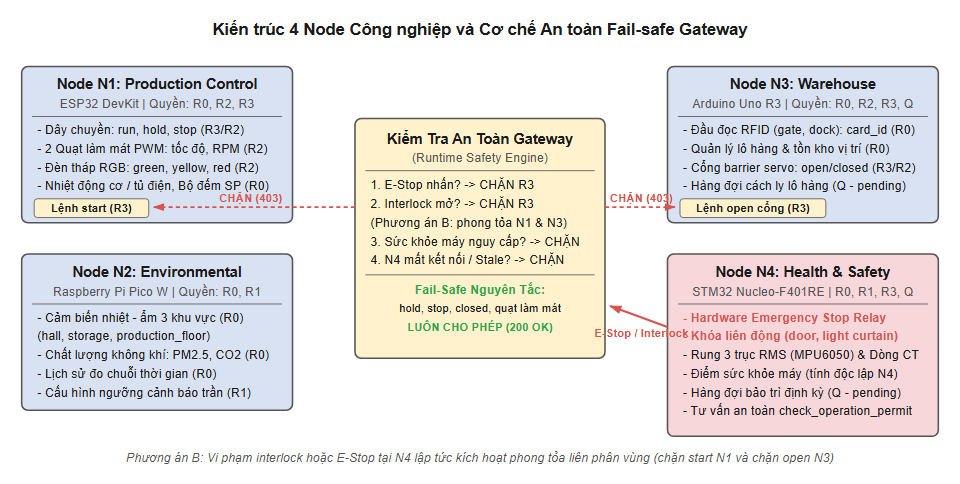 Kiến trúc 4 Node Công nghiệp và Cơ chế An toàn Fail-safe Gateway
Node N1: Production Control
ESP32 DevKit | Quyền: R0, R2, R3
- Dây chuyền: run, hold, stop (R3/R2)
- 2 Quạt làm mát PWM: tốc độ, RPM (R2)
- Đèn tháp RGB: green, yellow, red (R2)
- Nhiệt động cơ / tủ điện, Bộ đếm SP (R0)
Lệnh start (R3)
CHẶN (403)
Node N2: Environmental
Raspberry Pi Pico W | Quyền: R0, R1
- Cảm biến nhiệt - ẩm 3 khu vực (R0)
(hall, storage, production_floor)
- Chất lượng không khí: PM2.5, CO2 (R0)
- Lịch sử đo chuỗi thời gian (R0)
- Cấu hình ngưỡng cảnh báo trần (R1)
Kiểm Tra An Toàn Gateway
(Runtime Safety Engine)
1. E-Stop nhấn? -> CHẶN R3
2. Interlock mở? -> CHẶN R3
(Phương án B: phong tỏa N1 & N3)
3. Sức khỏe máy nguy cấp? -> CHẶN
4. N4 mất kết nối / Stale? -> CHẶN
Fail-Safe Nguyên Tắc:
hold, stop, closed, quạt làm mát
LUÔN CHO PHÉP (200 OK)
Node N3: Warehouse
Arduino Uno R3 | Quyền: R0, R2, R3, Q
- Đầu đọc RFID (gate, dock): card_id (R0)
- Quản lý lô hàng & tồn kho vị trí (R0)
- Cổng barrier servo: open/closed (R3/R2)
- Hàng đợi cách ly lô hàng (Q - pending)
CHẶN (403)
Lệnh open cổng (R3)
Node N4: Health & Safety
STM32 Nucleo-F401RE | R0, R1, R3, Q
- Hardware Emergency Stop Relay
- Khóa liên động (door, light curtain)
E-Stop / Interlock
- Rung 3 trục RMS (MPU6050) & Dòng CT
- Điểm sức khỏe máy (tính độc lập N4)
- Hàng đợi bảo trì định kỳ (Q - pending)
- Tư vấn an toàn check_operation_permit
Phương án B: Vi phạm interlock hoặc E-Stop tại N4 lập tức kích hoạt phong tỏa liên phân vùng (chặn start N1 và chặn open N3)